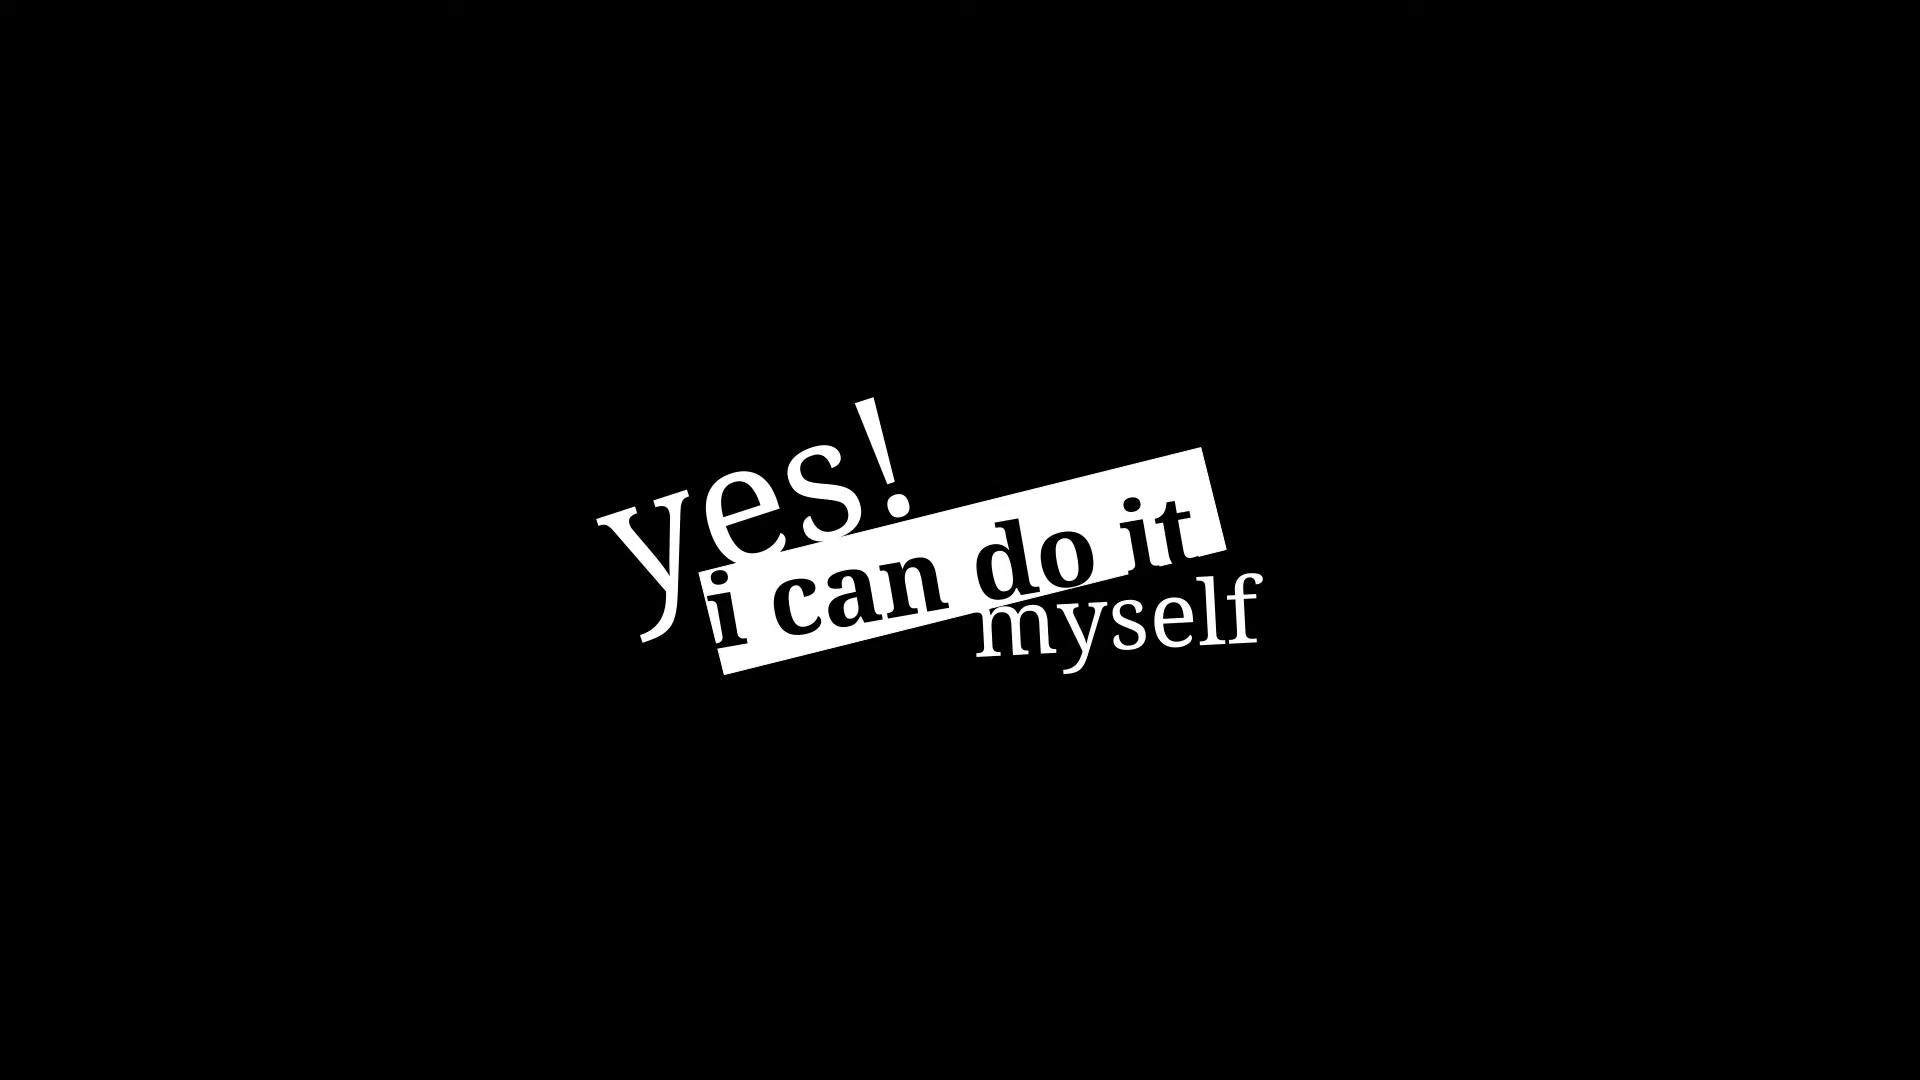 yes!
i can do it
myself